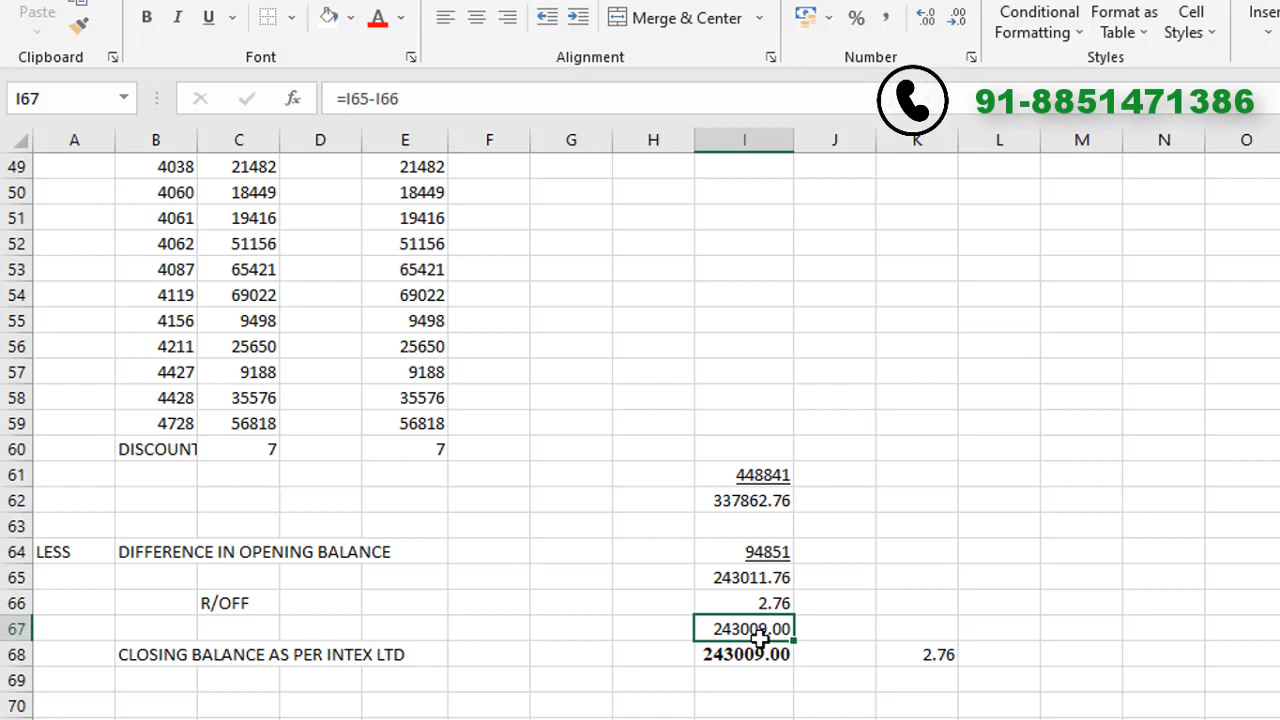 Paste
B I U A
Merge & Center
% ,
Conditional Formatting
Format as Table
Cell Styles
Clipboard Font Alignment Number Styles
I67 fx =I65-I66
91-8851471386
A B C D E F G H I J K L M N O
49 4038 21482 21482
50 4060 18449 18449
51 4061 19416 19416
52 4062 51156 51156
53 4087 65421 65421
54 4119 69022 69022
55 4156 9498 9498
56 4211 25650 25650
57 4427 9188 9188
58 4428 35576 35576
59 4728 56818 56818
60 DISCOUNT 7 7
61 448841
62 337862.76
63
64 LESS DIFFERENCE IN OPENING BALANCE 94851
65 243011.76
66 R/OFF 2.76
67 243009.00
68 CLOSING BALANCE AS PER INTEX LTD 243009.00 2.76
69
70